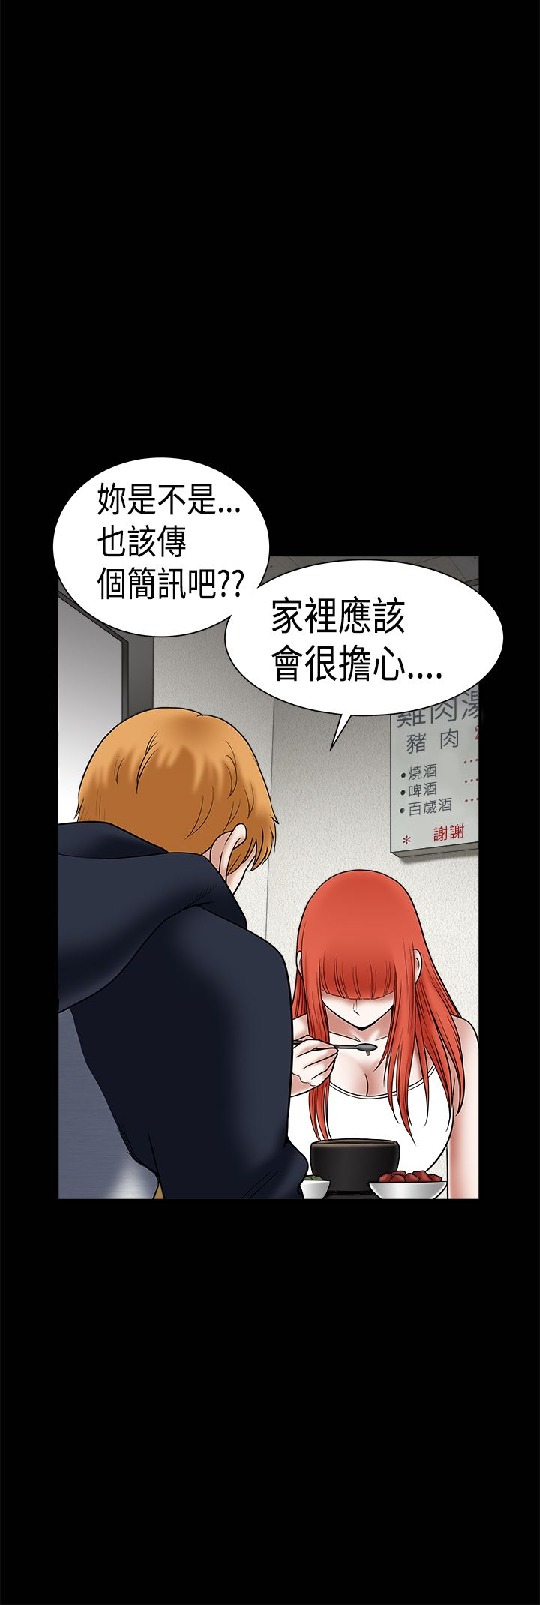 妳是不是...
也該傳
個簡訊吧??
家裡應該
會很擔心....
雞肉湯
豬肉
•燒酒
•啤酒
•百歲酒
* 謝謝